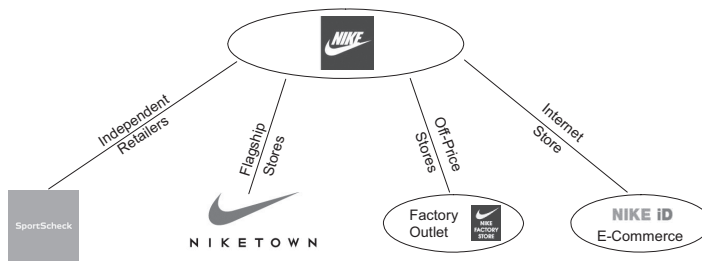 NIKE
Independent
Retailers
Flagship
Stores
Off-Price
Stores
Internet
Store
SportScheck
NIKETOWN
Factory
Outlet
NIKE
FACTORY
STORE
NIKE iD
E-Commerce